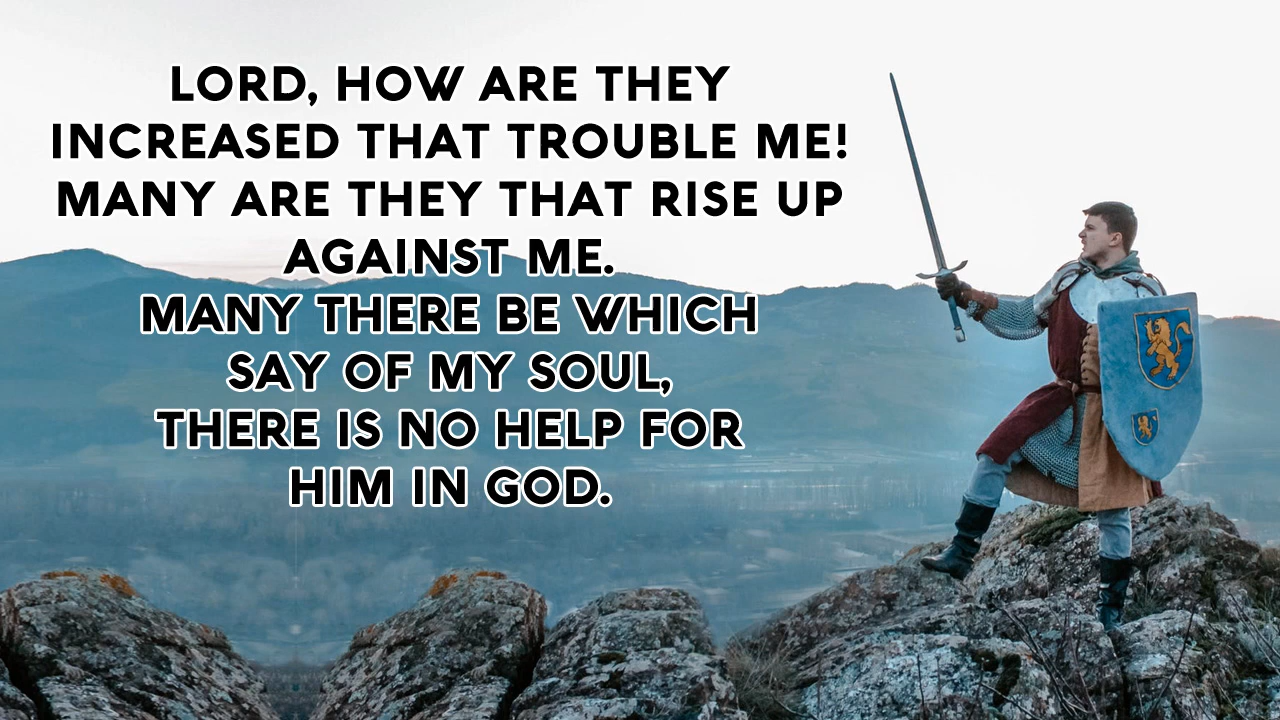 LORD, HOW ARE THEY
INCREASED THAT TROUBLE ME!
MANY ARE THEY THAT RISE UP
AGAINST ME.
MANY THERE BE WHICH
SAY OF MY SOUL,
THERE IS NO HELP FOR
HIM IN GOD.